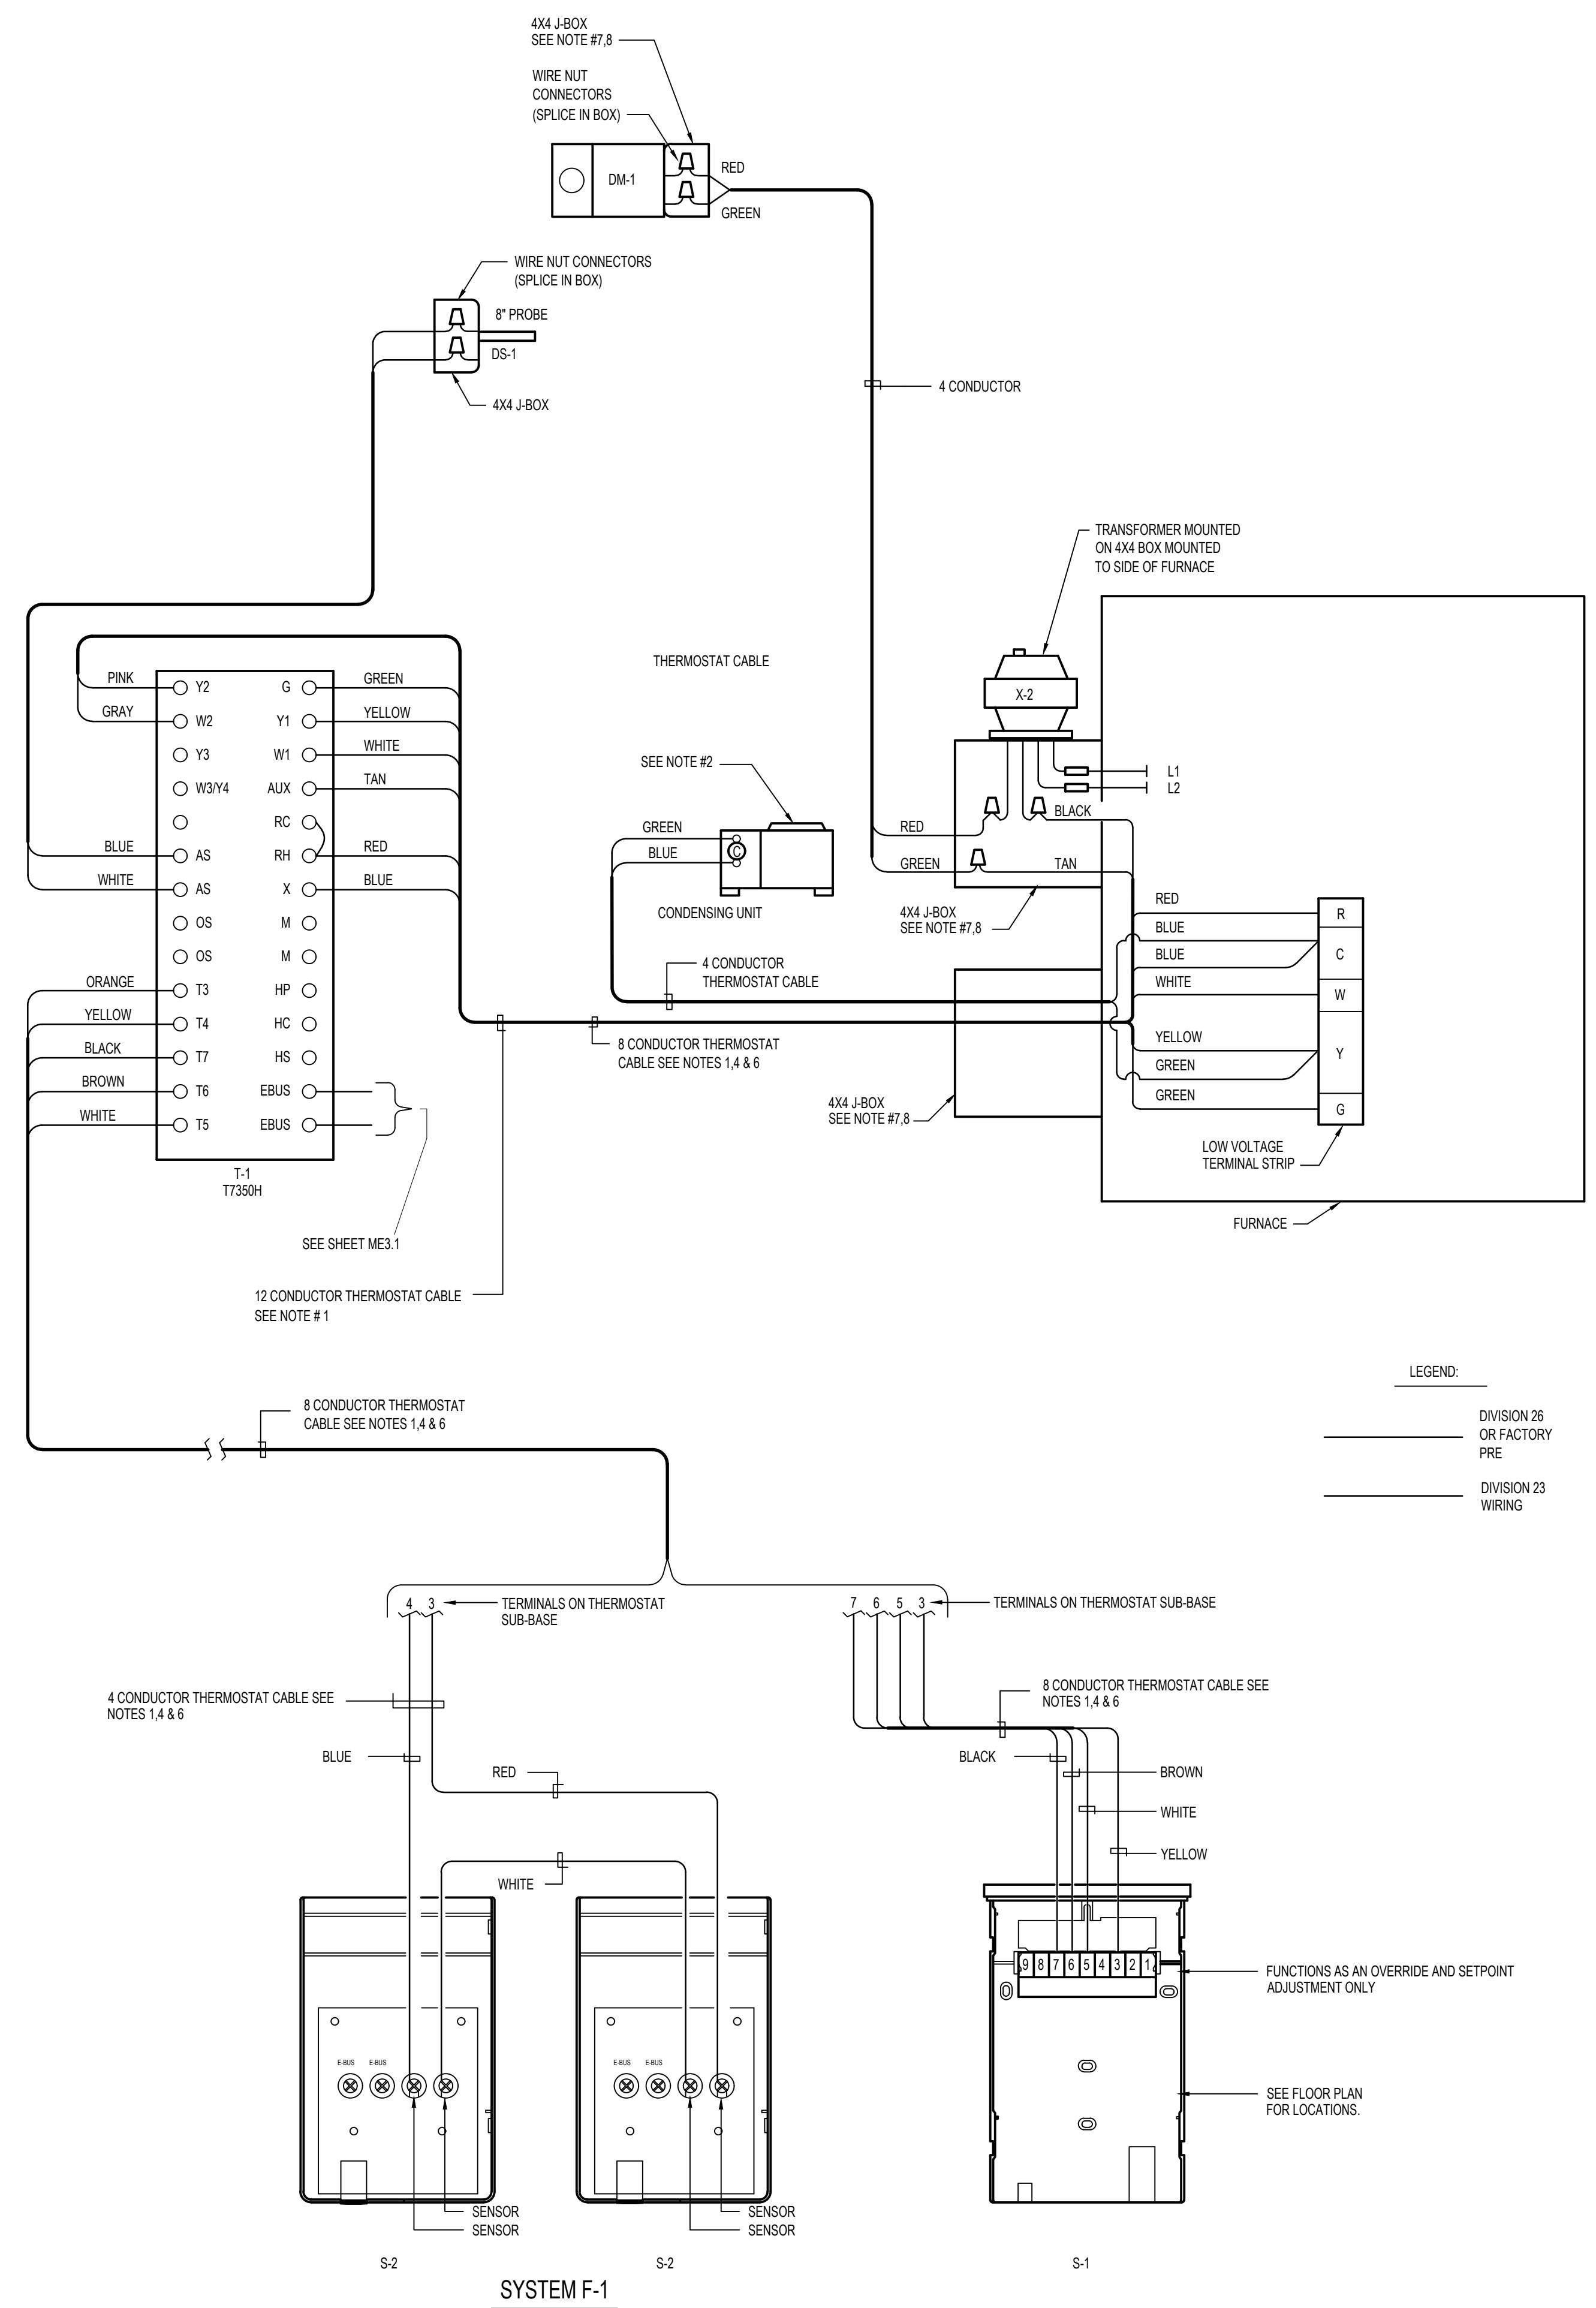 4X4 J-BOX
SEE NOTE #7,8
WIRE NUT
CONNECTORS
(SPLICE IN BOX)
DM-1
RED
GREEN
WIRE NUT CONNECTORS
(SPLICE IN BOX)
8" PROBE
DS-1
4X4 J-BOX
4 CONDUCTOR
TRANSFORMER MOUNTED
ON 4X4 BOX MOUNTED
TO SIDE OF FURNACE
THERMOSTAT CABLE
X-2
L1
L2
BLACK
RED
GREEN
TAN
4X4 J-BOX
SEE NOTE #7,8
SEE NOTE #2
GREEN
BLUE
C
CONDENSING UNIT
4 CONDUCTOR
THERMOSTAT CABLE
8 CONDUCTOR THERMOSTAT
CABLE SEE NOTES 1,4 & 6
4X4 J-BOX
SEE NOTE #7,8
RED
BLUE
BLUE
WHITE
YELLOW
GREEN
GREEN
R
C
W
Y
G
LOW VOLTAGE
TERMINAL STRIP
FURNACE
PINK Y2 G GREEN
GRAY W2 Y1 YELLOW
Y3 W1 WHITE
W3/Y4 AUX TAN
RC
BLUE AS RH RED
WHITE AS X BLUE
OS M
OS M
ORANGE T3 HP
YELLOW T4 HC
BLACK T7 HS
BROWN T6 EBUS
WHITE T5 EBUS
T-1
T7350H
SEE SHEET ME3.1
12 CONDUCTOR THERMOSTAT CABLE
SEE NOTE # 1
8 CONDUCTOR THERMOSTAT
CABLE SEE NOTES 1,4 & 6
LEGEND:
DIVISION 26
OR FACTORY
PRE
DIVISION 23
WIRING
4 3
TERMINALS ON THERMOSTAT
SUB-BASE
7 6 5 3
TERMINALS ON THERMOSTAT SUB-BASE
4 CONDUCTOR THERMOSTAT CABLE SEE
NOTES 1,4 & 6
8 CONDUCTOR THERMOSTAT CABLE SEE
NOTES 1,4 & 6
BLUE
RED
WHITE
BLACK
BROWN
WHITE
YELLOW
E-BUS E-BUS
E-BUS E-BUS
9 8 7 6 5 4 3 2 1
FUNCTIONS AS AN OVERRIDE AND SETPOINT
ADJUSTMENT ONLY
SEE FLOOR PLAN
FOR LOCATIONS.
SENSOR
SENSOR
SENSOR
SENSOR
S-2
S-2
S-1
SYSTEM F-1